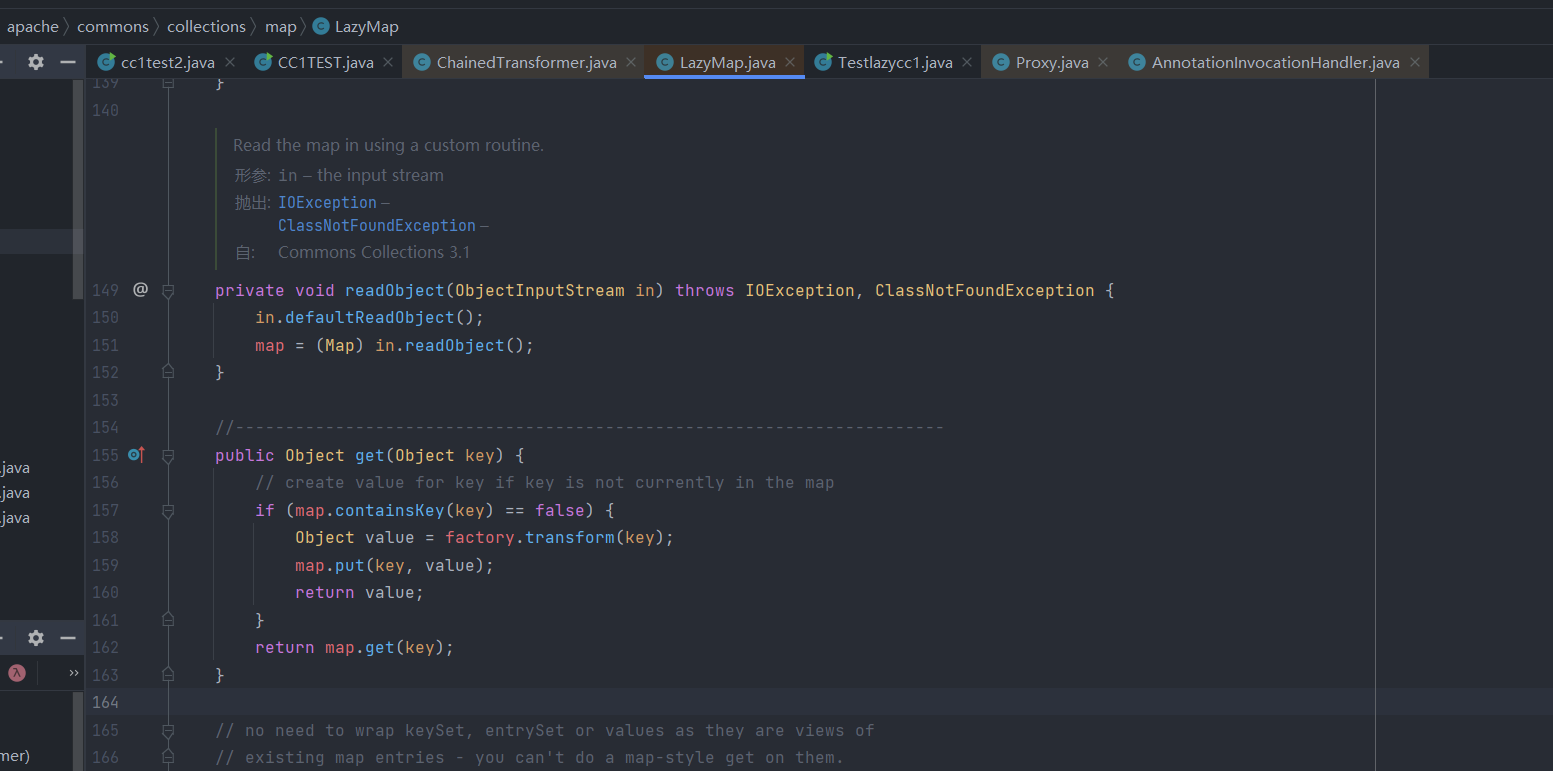 apache 〉 commons 〉 collections 〉 map 〉 LazyMap
cc1test2.java CC1TEST.java ChainedTransformer.java LazyMap.java Testlazycc1.java Proxy.java AnnotationInvocationHandler.java
139 }
140
Read the map in using a custom routine.
形参: in – the input stream
抛出: IOException –
ClassNotFoundException –
自: Commons Collections 3.1
149 @ private void readObject(ObjectInputStream in) throws IOException, ClassNotFoundException {
150 in.defaultReadObject();
151 map = (Map) in.readObject();
152 }
153
154 //-----------------------------------------------------------------------
155 public Object get(Object key) {
156 // create value for key if key is not currently in the map
157 if (map.containsKey(key) == false) {
.java
158 Object value = factory.transform(key);
.java
159 map.put(key, value);
.java
160 return value;
161 }
162 return map.get(key);
163 }
164
165 // no need to wrap keySet, entrySet or values as they are views of
166 // existing map entries - you can't do a map-style get on them.
mer)